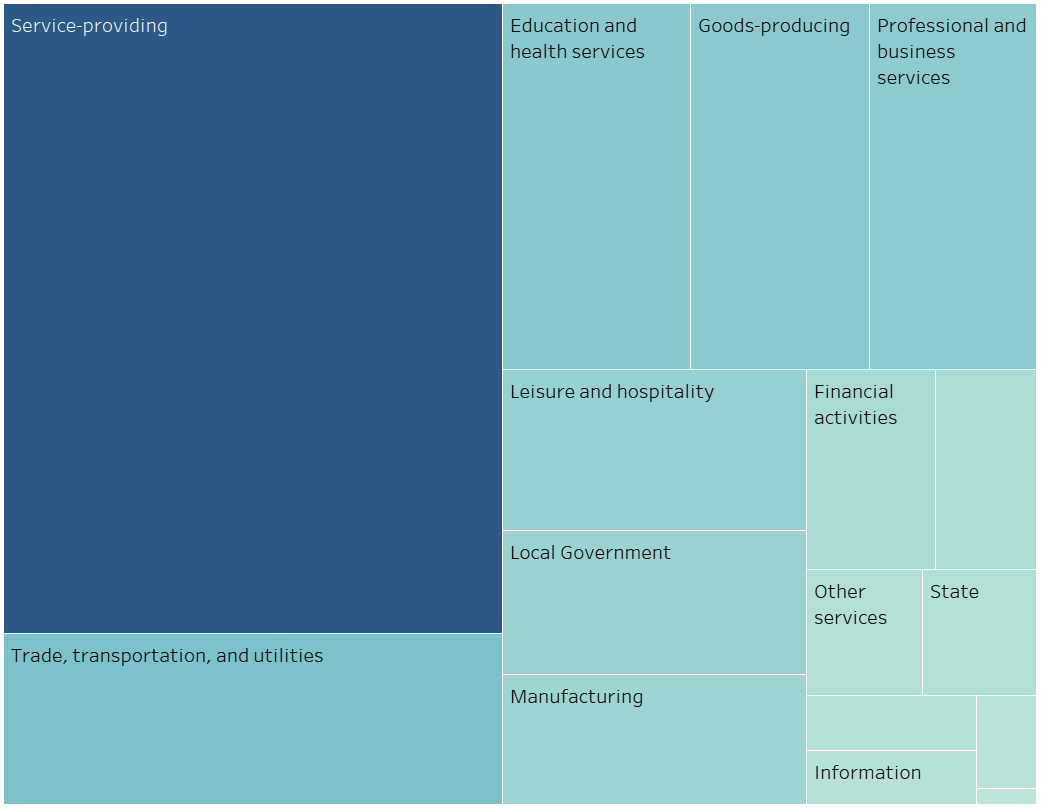 Service-providing
Trade, transportation, and utilities
Education and
health services
Goods-producing
Professional and
business
services
Leisure and hospitality
Local Government
Manufacturing
Financial
activities
Other
services
State
Information